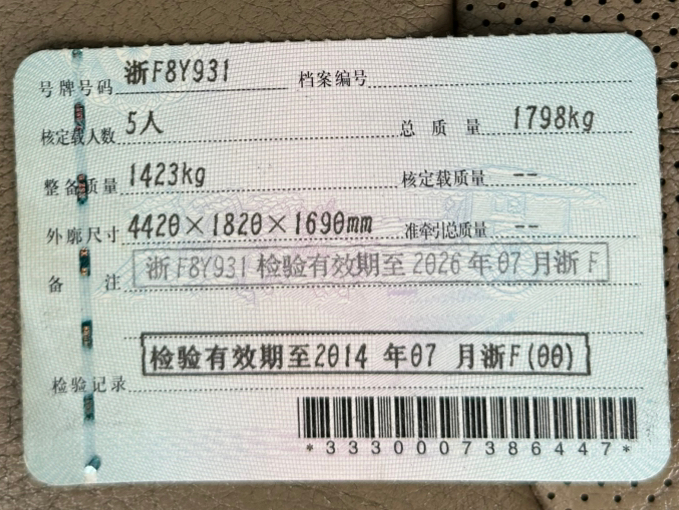 号牌号码 浙F8Y931 档案编号
核定载人数 5人 总质量 1798kg
整备质量 1423kg 核定载质量 --
外廓尺寸 4420×1820×1690mm 准牵引总质量 --
备注 浙F8Y931 检验有效期至2026年07月浙F
检验有效期至2014 年07 月浙F(00)
检验记录
*3330007386447*